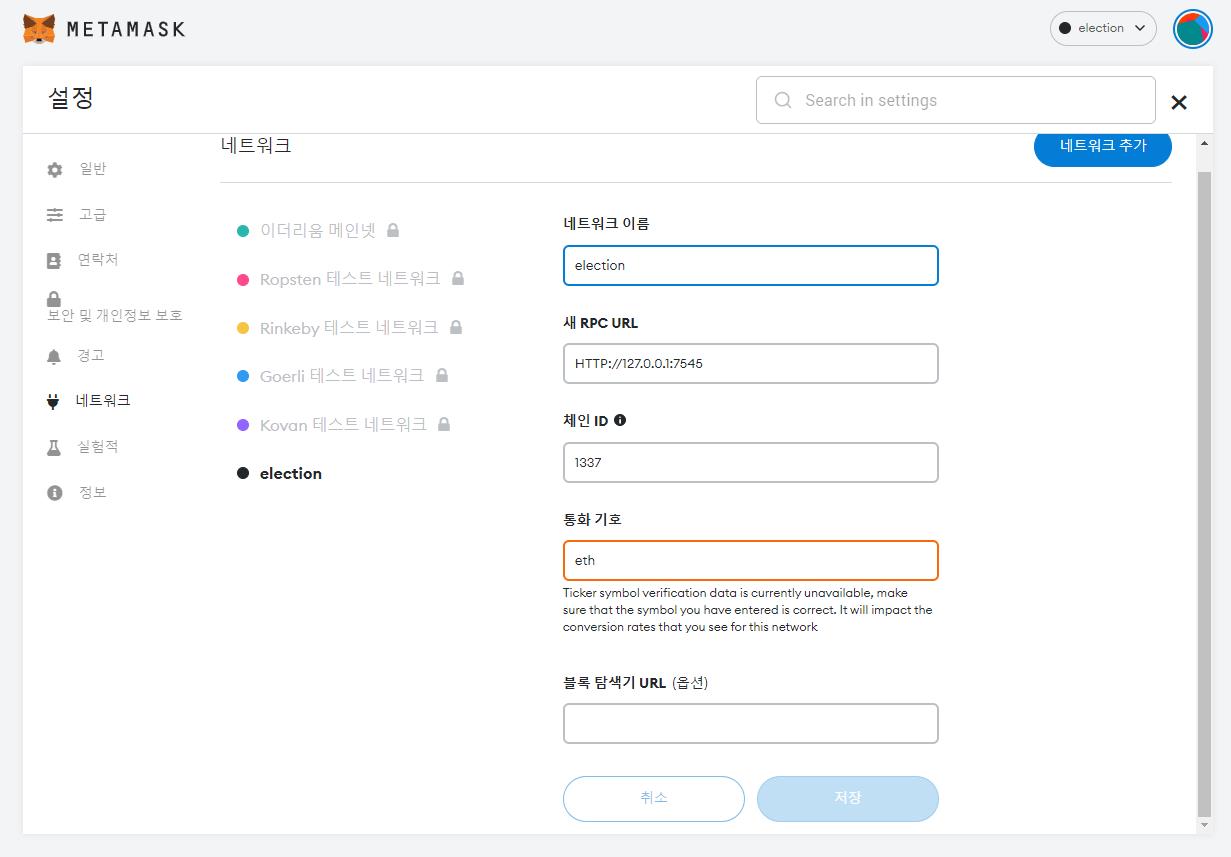 METAMASK
election
설정
Search in settings
네트워크
네트워크 추가
일반
고급
연락처
보안 및 개인정보 보호
경고
네트워크
실험적
정보
이더리움 메인넷
Ropsten 테스트 네트워크
Rinkeby 테스트 네트워크
Goerli 테스트 네트워크
Kovan 테스트 네트워크
election
네트워크 이름
election
새 RPC URL
HTTP://127.0.0.1:7545
체인 ID
1337
통화 기호
eth
Ticker symbol verification data is currently unavailable, make
sure that the symbol you have entered is correct. It will impact the
conversion rates that you see for this network
블록 탐색기 URL (옵션)
취소
저장